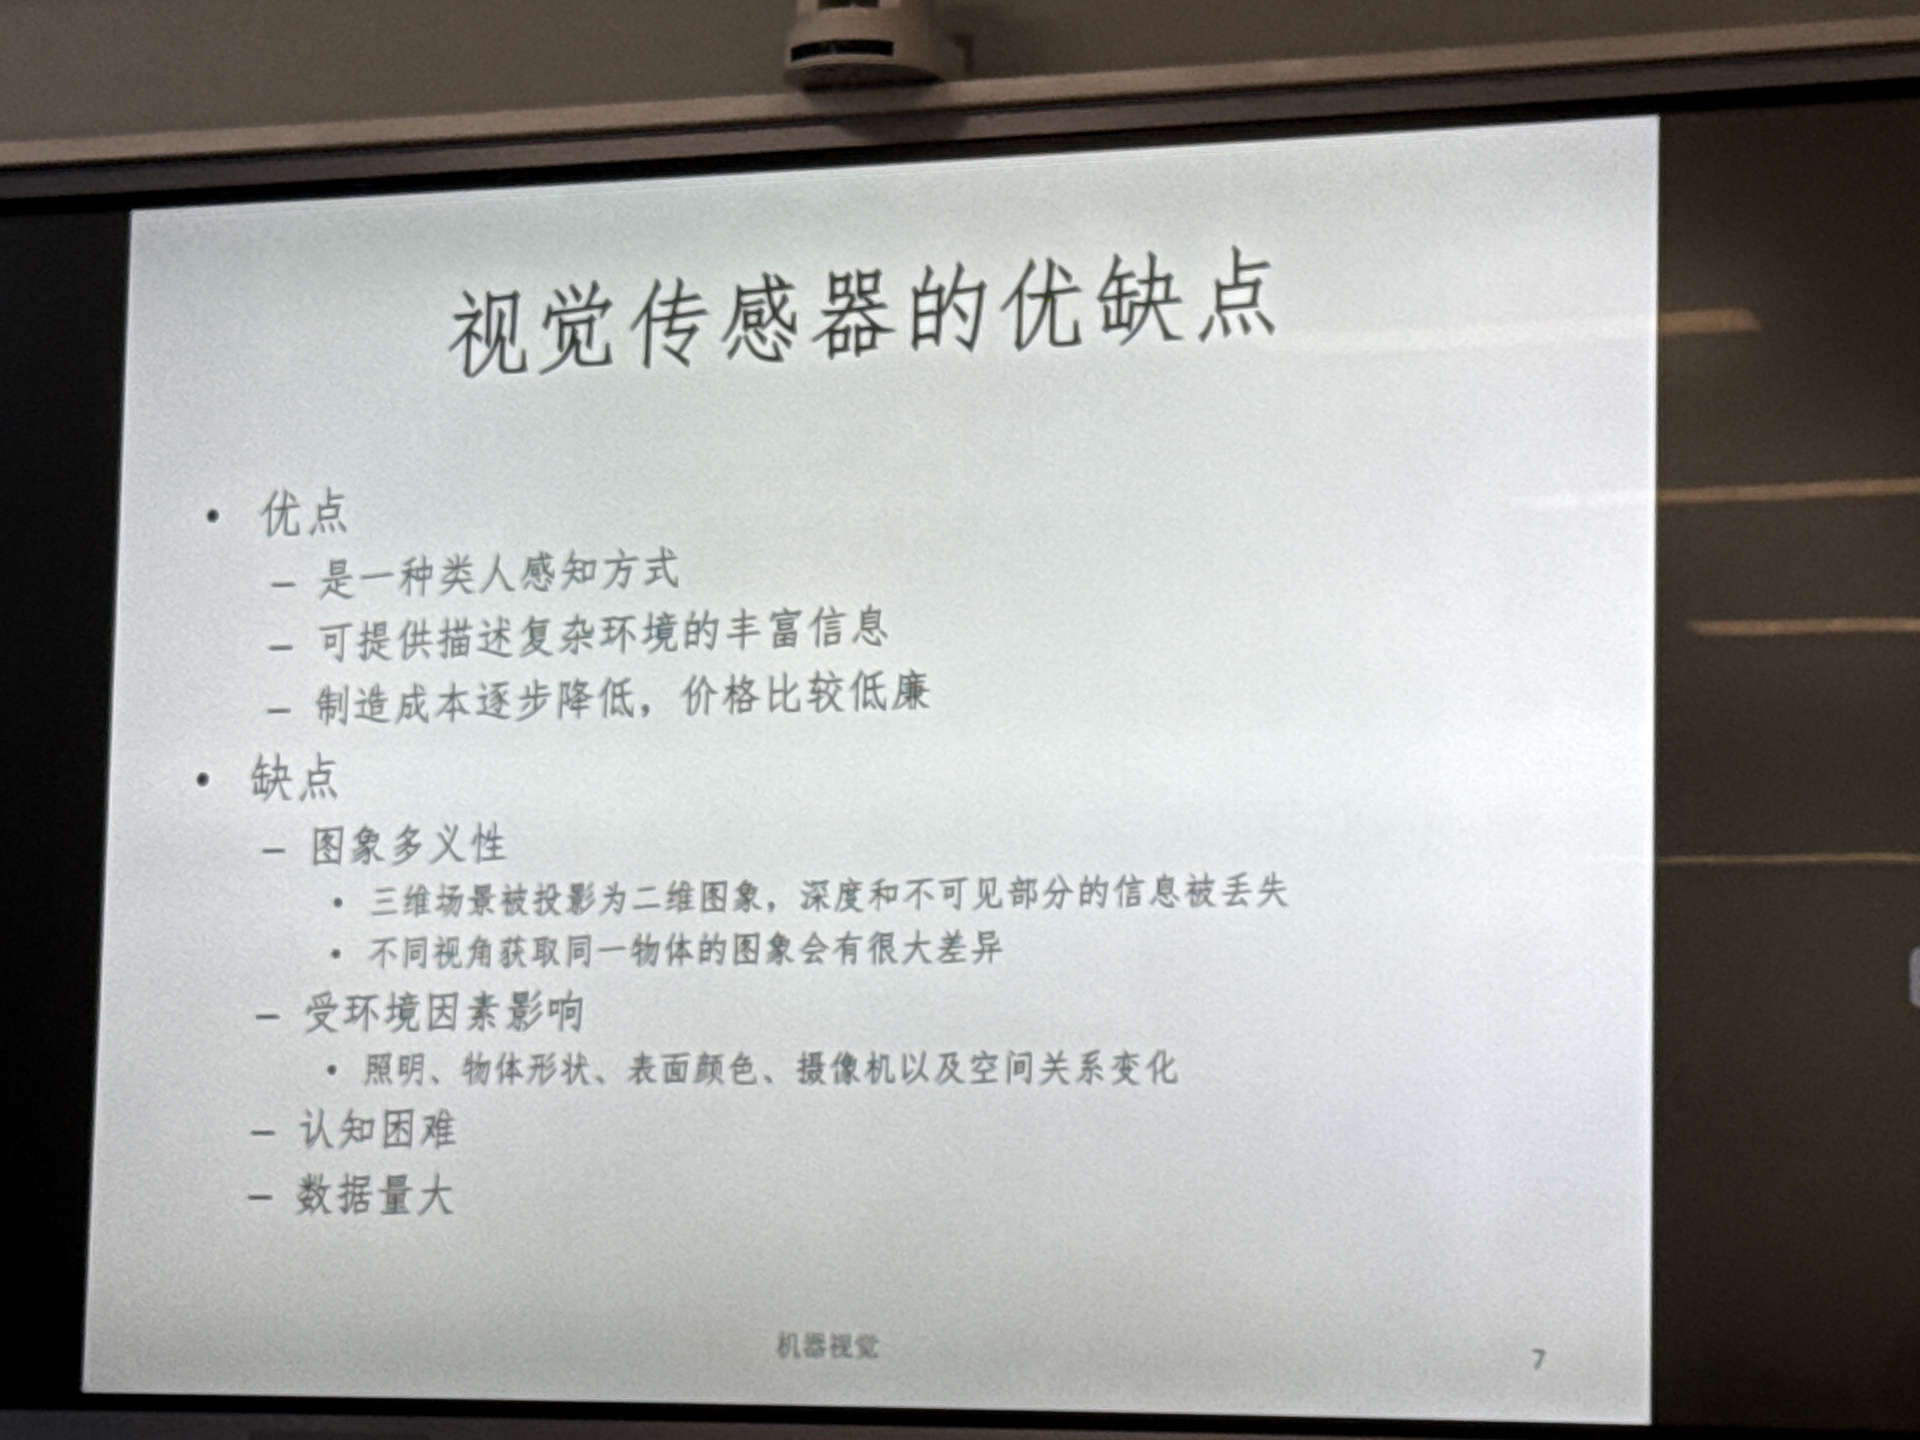 视觉传感器的优缺点
• 优点
– 是一种类人感知方式
– 可提供描述复杂环境的丰富信息
– 制造成本逐步降低，价格比较低廉
• 缺点
– 图象多义性
• 三维场景被投影为二维图象，深度和不可见部分的信息被丢失
• 不同视角获取同一物体的图象会有很大差异
– 受环境因素影响
• 照明、物体形状、表面颜色、摄像机以及空间关系变化
– 认知困难
– 数据量大
机器视觉
7